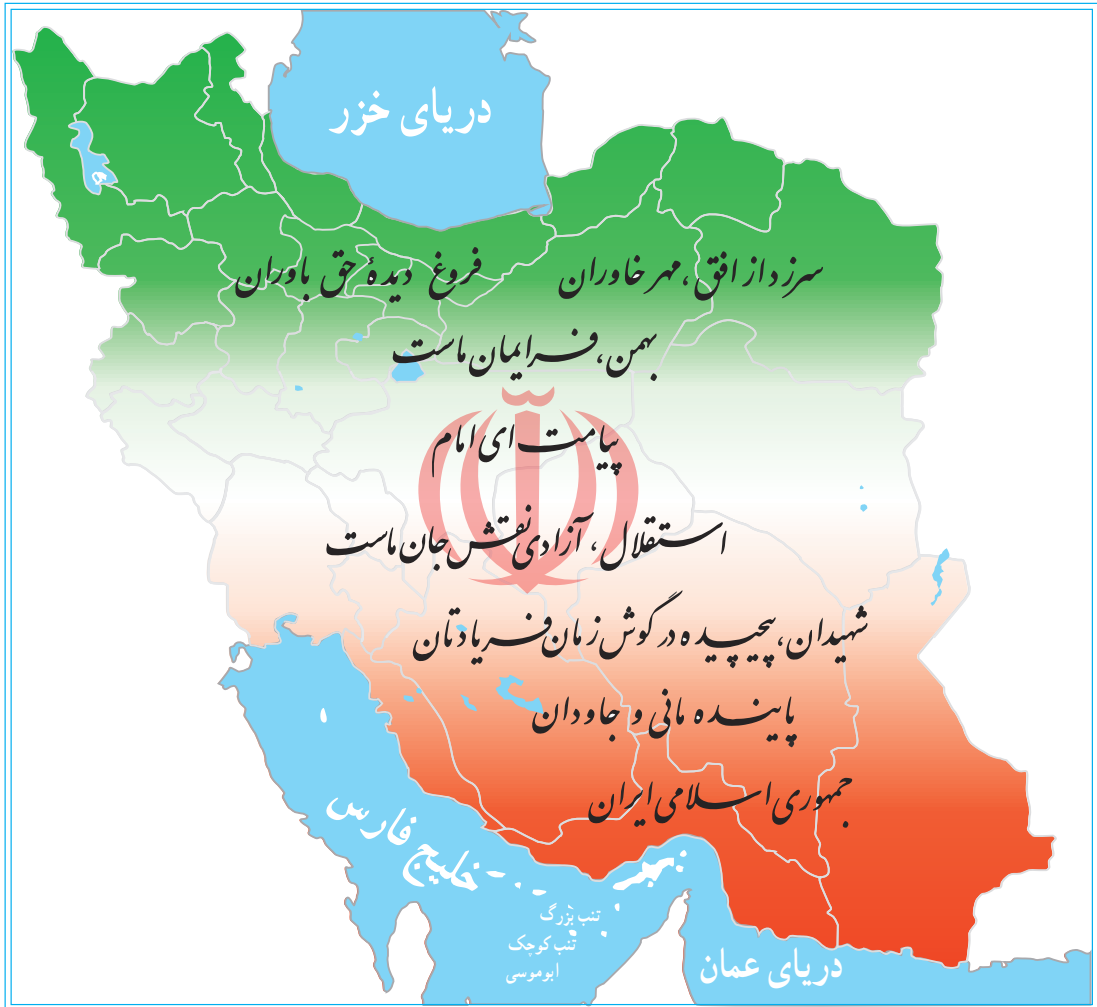 دریای خزر
سرزد از افق، مهر خاوران فروغ دیدهٔ حق باوران
بهمن، فر ایمان ماست
پیامت ای امام
استقلال، آزادی نقش جان ماست
شهیدان، پیچیده در گوش زمان فریادتان
پاینده مانی و جاودان
جمهوری اسلامی ایران
خلیج فارس
تنب بزرگ
تنب کوچک
ابوموسی
دریای عمان